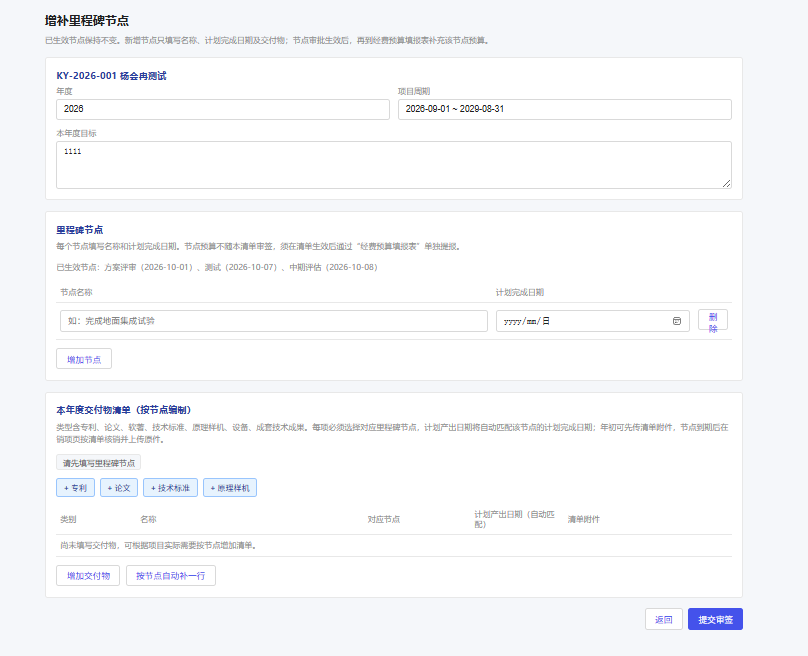 增补里程碑节点
已生效节点保持不变。新增节点只填写名称、计划完成日期及交付物；节点审批生效后，再到经费预算填报表补充该节点预算。
KY-2026-001 杨会冉测试
年度
项目周期
2026
2026-09-01 ~ 2029-08-31
本年度目标
1111
里程碑节点
每个节点填写名称和计划完成日期。节点预算不随本清单审签，须在清单生效后通过“经费预算填报表”单独提报。
已生效节点：方案评审（2026-10-01）、测试（2026-10-07）、中期评估（2026-10-08）
节点名称
计划完成日期
如：完成地面集成试验
yyyy/mm/日
删
除
增加节点
本年度交付物清单（按节点编制）
类型含专利、论文、软著、技术标准、原理样机、设备、成套技术成果。每项必须选择对应里程碑节点，计划产出日期将自动匹配该节点的计划完成日期；年初可先传清单附件，节点到期后在
销项页按清单核销并上传原件。
请先填写里程碑节点
+ 专利
+ 论文
+ 技术标准
+ 原理样机
类别
名称
对应节点
计划产出日期（自动匹
配）
清单附件
尚未填写交付物，可根据项目实际需要按节点增加清单。
增加交付物
按节点自动补一行
返回
提交审签